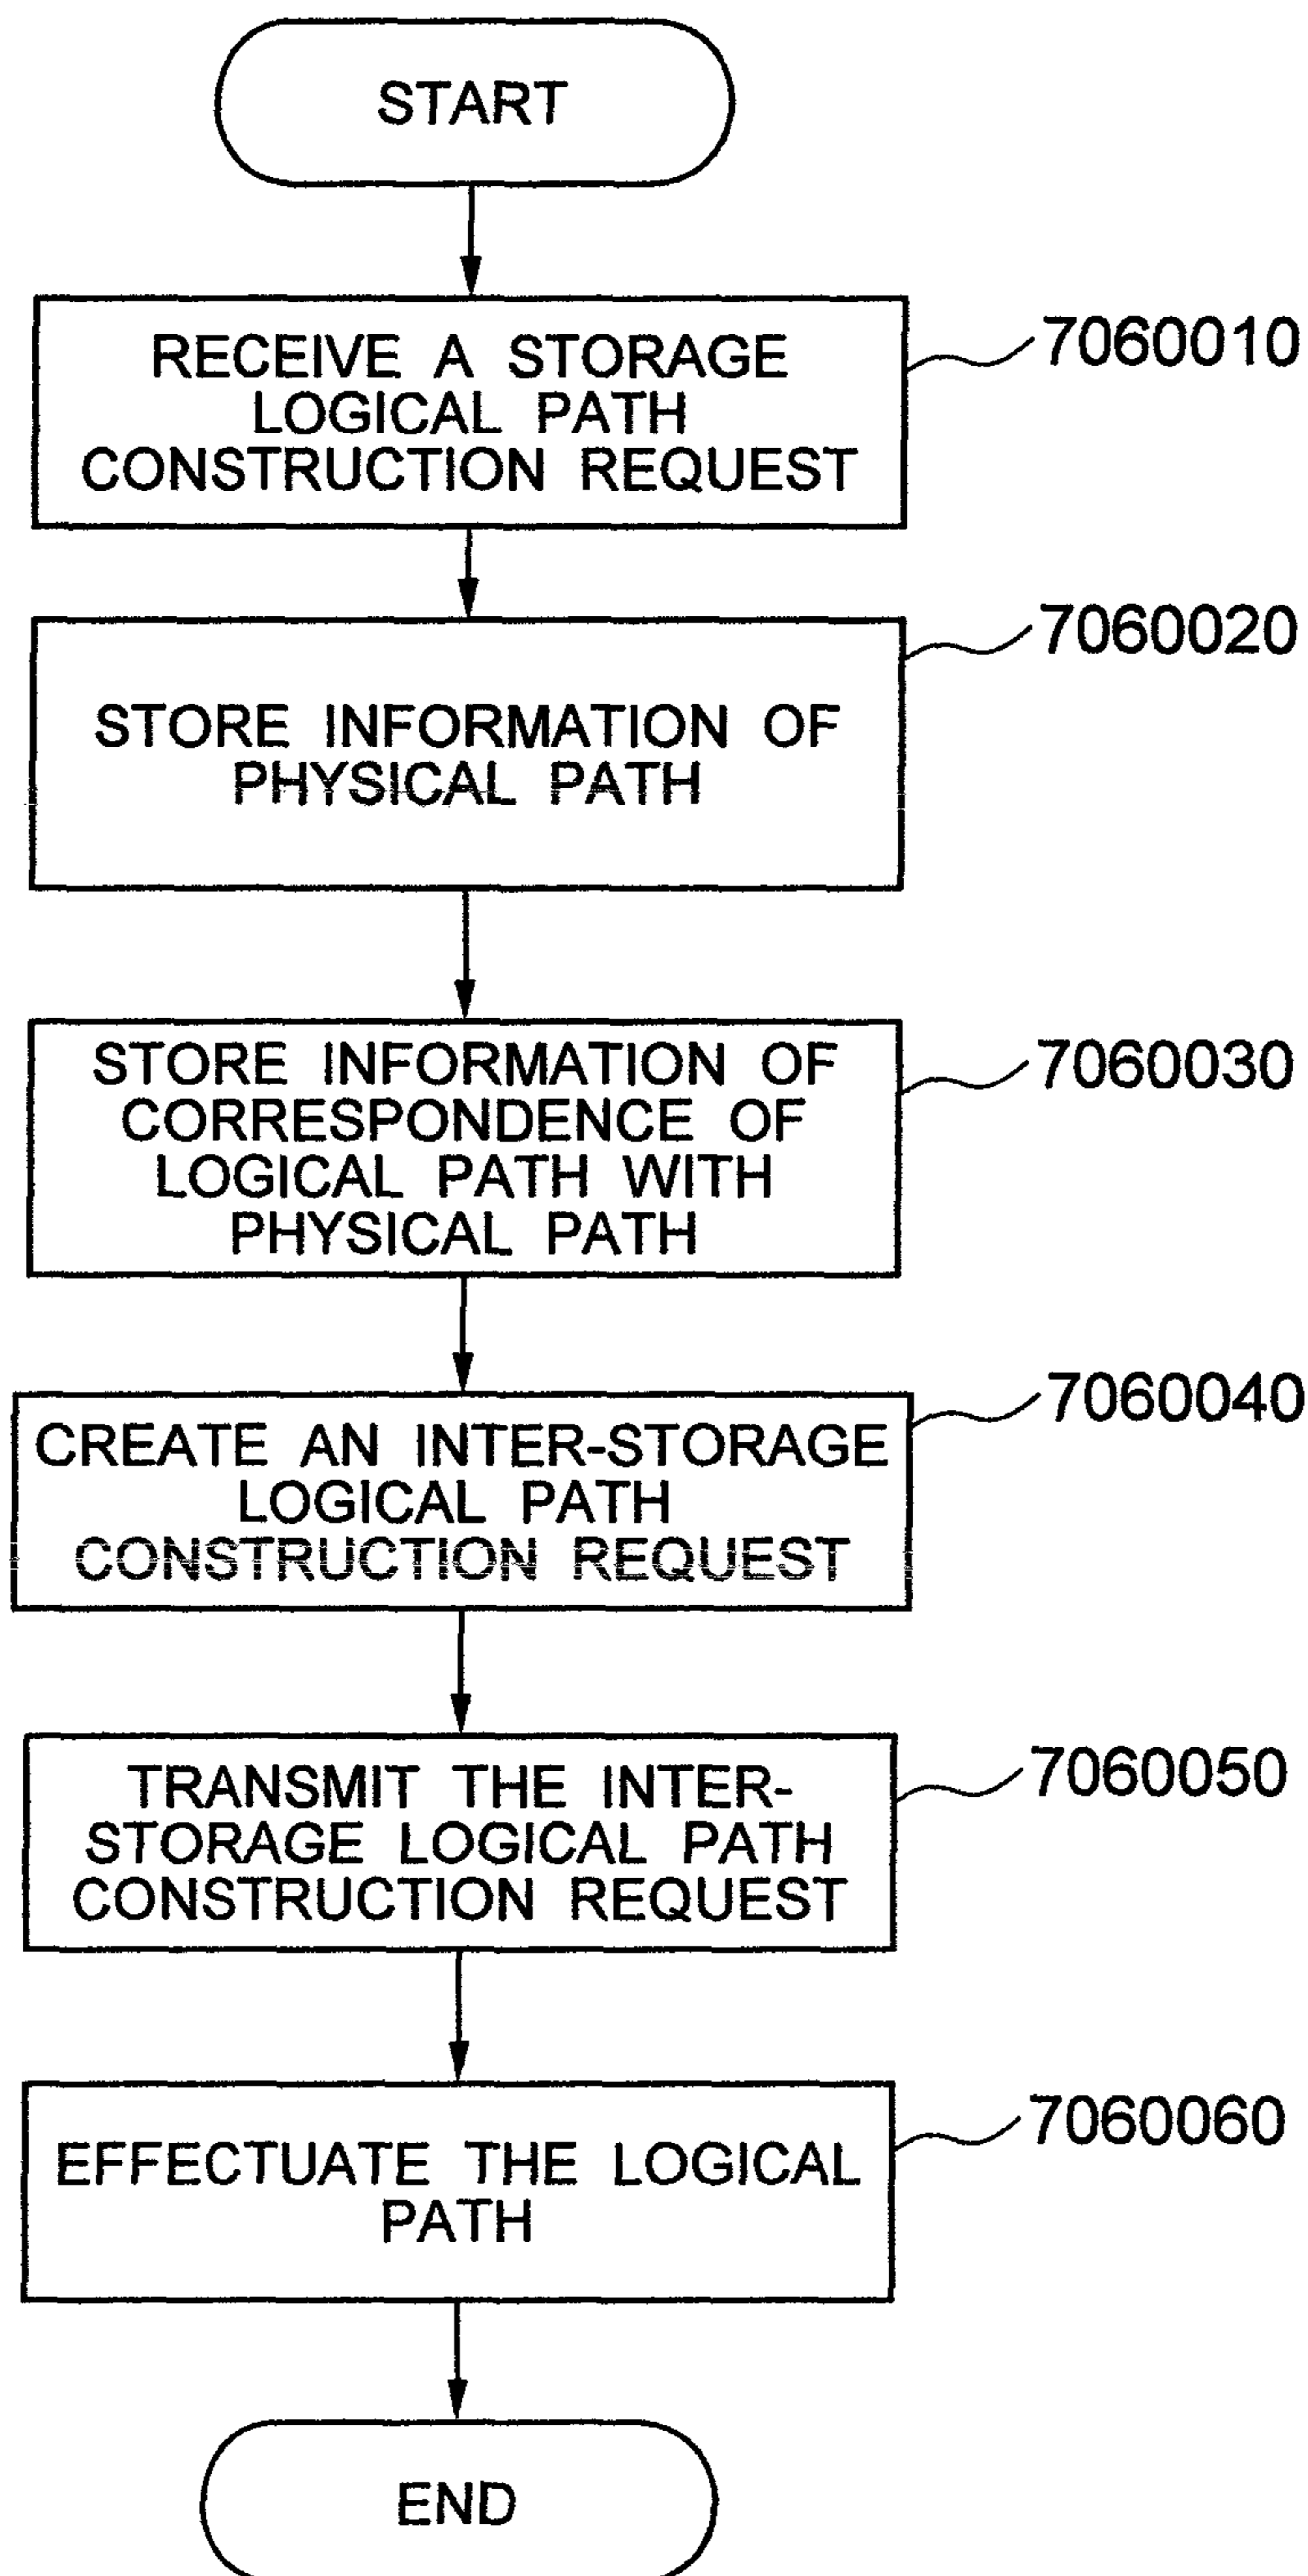 START
RECEIVE A STORAGE
LOGICAL PATH
CONSTRUCTION REQUEST
7060010
STORE INFORMATION OF
PHYSICAL PATH
7060020
STORE INFORMATION OF
CORRESPONDENCE OF
LOGICAL PATH WITH
PHYSICAL PATH
7060030
CREATE AN INTER-STORAGE
LOGICAL PATH
CONSTRUCTION REQUEST
7060040
TRANSMIT THE INTER-
STORAGE LOGICAL PATH
CONSTRUCTION REQUEST
7060050
EFFECTUATE THE LOGICAL
PATH
7060060
END